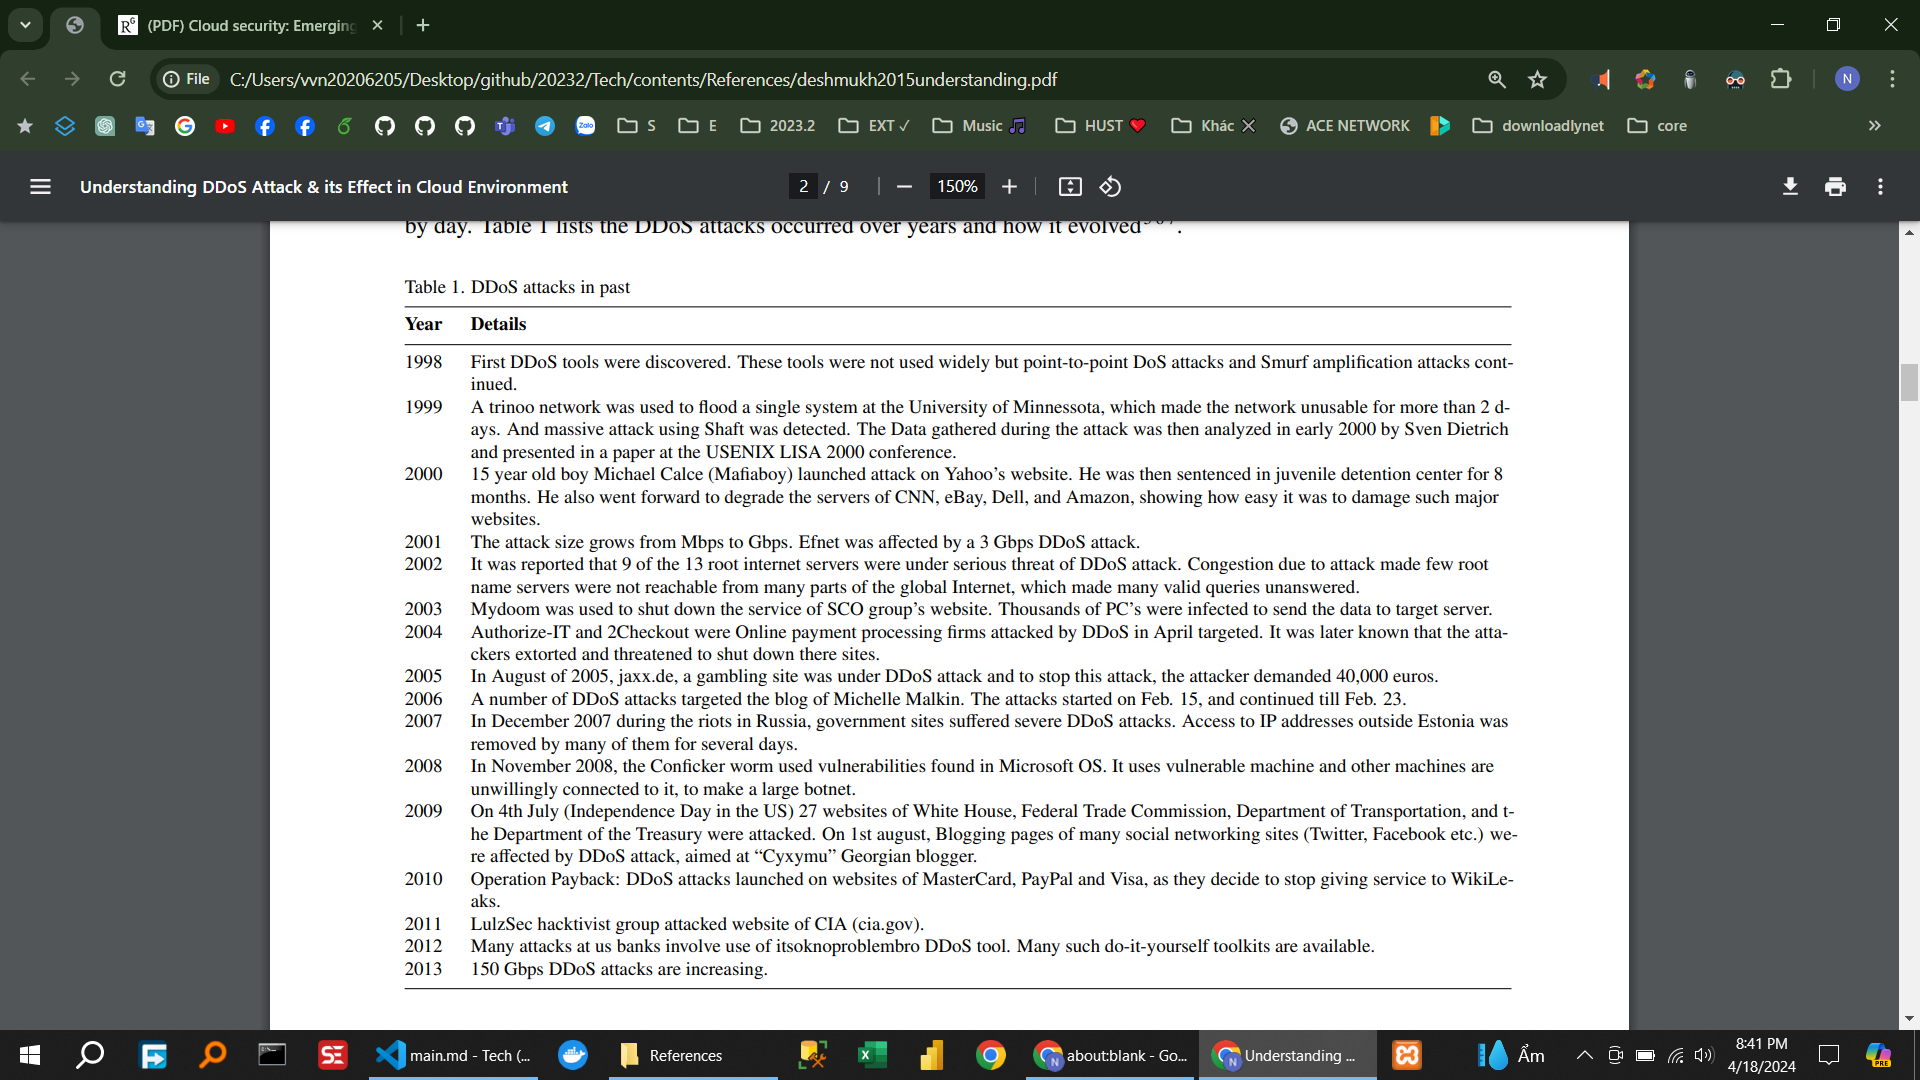 (PDF) Cloud security: Emerging
File
C:/Users/vvn20206205/Desktop/github/20232/Tech/contents/References/deshmukh2015understanding.pdf
N
S
E
2023.2
EXT ✓
Music
HUST
Khác
ACE NETWORK
downloadlynet
core
Understanding DDoS Attack & its Effect in Cloud Environment
2 / 9
150%
by day. Table 1 lists the DDoS attacks occurred over years and how it evolved5 6 7.
Table 1. DDoS attacks in past
Year Details
1998 First DDoS tools were discovered. These tools were not used widely but point-to-point DoS attacks and Smurf amplification attacks cont-
inued.
1999 A trinoo network was used to flood a single system at the University of Minnessota, which made the network unusable for more than 2 d-
ays. And massive attack using Shaft was detected. The Data gathered during the attack was then analyzed in early 2000 by Sven Dietrich
and presented in a paper at the USENIX LISA 2000 conference.
2000 15 year old boy Michael Calce (Mafiaboy) launched attack on Yahoo's website. He was then sentenced in juvenile detention center for 8
months. He also went forward to degrade the servers of CNN, eBay, Dell, and Amazon, showing how easy it was to damage such major
websites.
2001 The attack size grows from Mbps to Gbps. Efnet was affected by a 3 Gbps DDoS attack.
2002 It was reported that 9 of the 13 root internet servers were under serious threat of DDoS attack. Congestion due to attack made few root
name servers were not reachable from many parts of the global Internet, which made many valid queries unanswered.
2003 Mydoom was used to shut down the service of SCO group's website. Thousands of PC's were infected to send the data to target server.
2004 Authorize-IT and 2Checkout were Online payment processing firms attacked by DDoS in April targeted. It was later known that the atta-
ckers extorted and threatened to shut down there sites.
2005 In August of 2005, jaxx.de, a gambling site was under DDoS attack and to stop this attack, the attacker demanded 40,000 euros.
2006 A number of DDoS attacks targeted the blog of Michelle Malkin. The attacks started on Feb. 15, and continued till Feb. 23.
2007 In December 2007 during the riots in Russia, government sites suffered severe DDoS attacks. Access to IP addresses outside Estonia was
removed by many of them for several days.
2008 In November 2008, the Conficker worm used vulnerabilities found in Microsoft OS. It uses vulnerable machine and other machines are
unwillingly connected to it, to make a large botnet.
2009 On 4th July (Independence Day in the US) 27 websites of White House, Federal Trade Commission, Department of Transportation, and t-
he Department of the Treasury were attacked. On 1st august, Blogging pages of many social networking sites (Twitter, Facebook etc.) we-
re affected by DDoS attack, aimed at “Cyxymu” Georgian blogger.
2010 Operation Payback: DDoS attacks launched on websites of MasterCard, PayPal and Visa, as they decide to stop giving service to WikiLe-
aks.
2011 LulzSec hacktivist group attacked website of CIA (cia.gov).
2012 Many attacks at us banks involve use of itsoknoproblembro DDoS tool. Many such do-it-yourself toolkits are available.
2013 150 Gbps DDoS attacks are increasing.
main.md - Tech (...
References
about:blank - Go...
Understanding ...
Ẩm
8:41 PM
4/18/2024